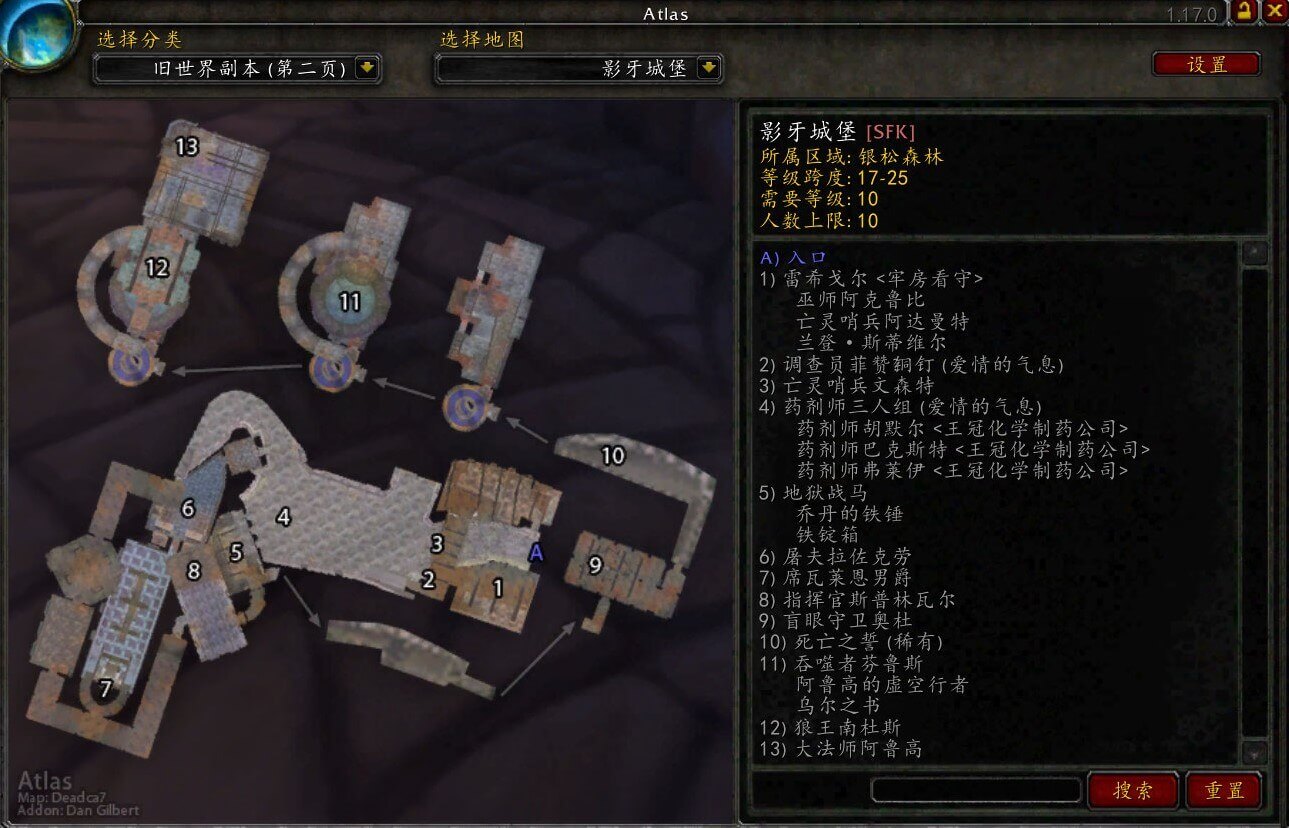 Atlas
1.17.0
选择分类
选择地图
旧世界副本 (第二页)
影牙城堡
设置
13
12
11
10
9
6
4
5
3
A
8
2
1
7
Atlas
Map: Deadca7
Addon: Dan Gilbert
影牙城堡 [SFK]
所属区域: 银松森林
等级跨度: 17-25
需要等级: 10
人数上限: 10
A) 入口
1) 雷希戈尔 <牢房看守>
巫师阿克鲁比
亡灵哨兵阿达曼特
兰登·斯蒂维尔
2) 调查员菲赞铜钉 (爱情的气息)
3) 亡灵哨兵文森特
4) 药剂师三人组 (爱情的气息)
药剂师胡默尔 <王冠化学制药公司>
药剂师巴克斯特 <王冠化学制药公司>
药剂师弗莱伊 <王冠化学制药公司>
5) 地狱战马
乔丹的铁锤
铁锭箱
6) 屠夫拉佐克劳
7) 席瓦莱恩男爵
8) 指挥官斯普林瓦尔
9) 盲眼守卫奥杜
10) 死亡之誓 (稀有)
11) 吞噬者芬鲁斯
阿鲁高的虚空行者
乌尔之书
12) 狼王南杜斯
13) 大法师阿鲁高
搜索
重置